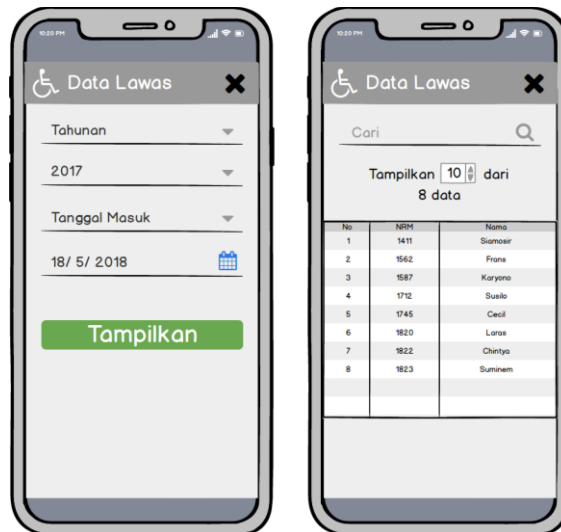 10:20 PM
Data Lawas
Tahunan
2017
Tanggal Masuk
18/ 5/ 2018
Tampilkan
10:20 PM
Data Lawas
Cari
Tampilkan 10 dari
8 data
No NRM Nama
1 1411 Siamosir
2 1562 Frans
3 1587 Karyono
4 1712 Susilo
5 1745 Cecil
6 1820 Laras
7 1822 Chintya
8 1823 Suminem